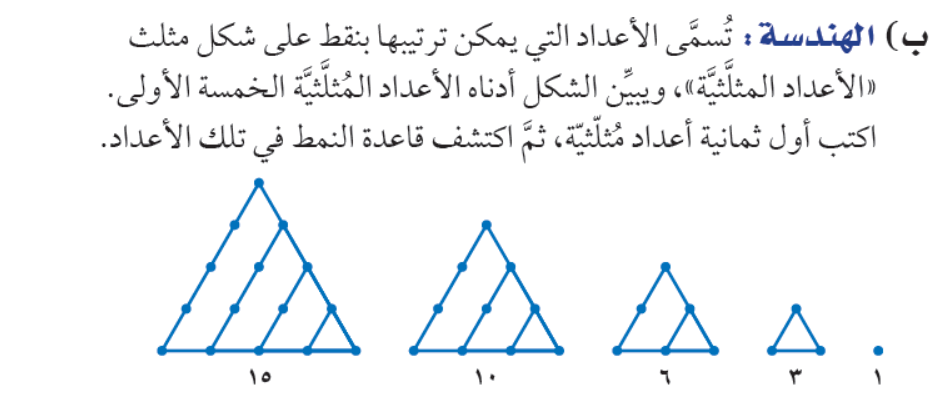 ب) الهندسة : تُسمَّى الأعداد التي يمكن ترتيبها بنقط على شكل مثلث
«الأعداد المثلَّثيَّة»، ويبيِّن الشكل أدناه الأعداد المُثلَّثيَّة الخمسة الأولى.
اكتب أول ثمانية أعداد مُثلّثيّة، ثمَّ اكتشف قاعدة النمط في تلك الأعداد.
١ ٣ ٦ ١٠ ١٥